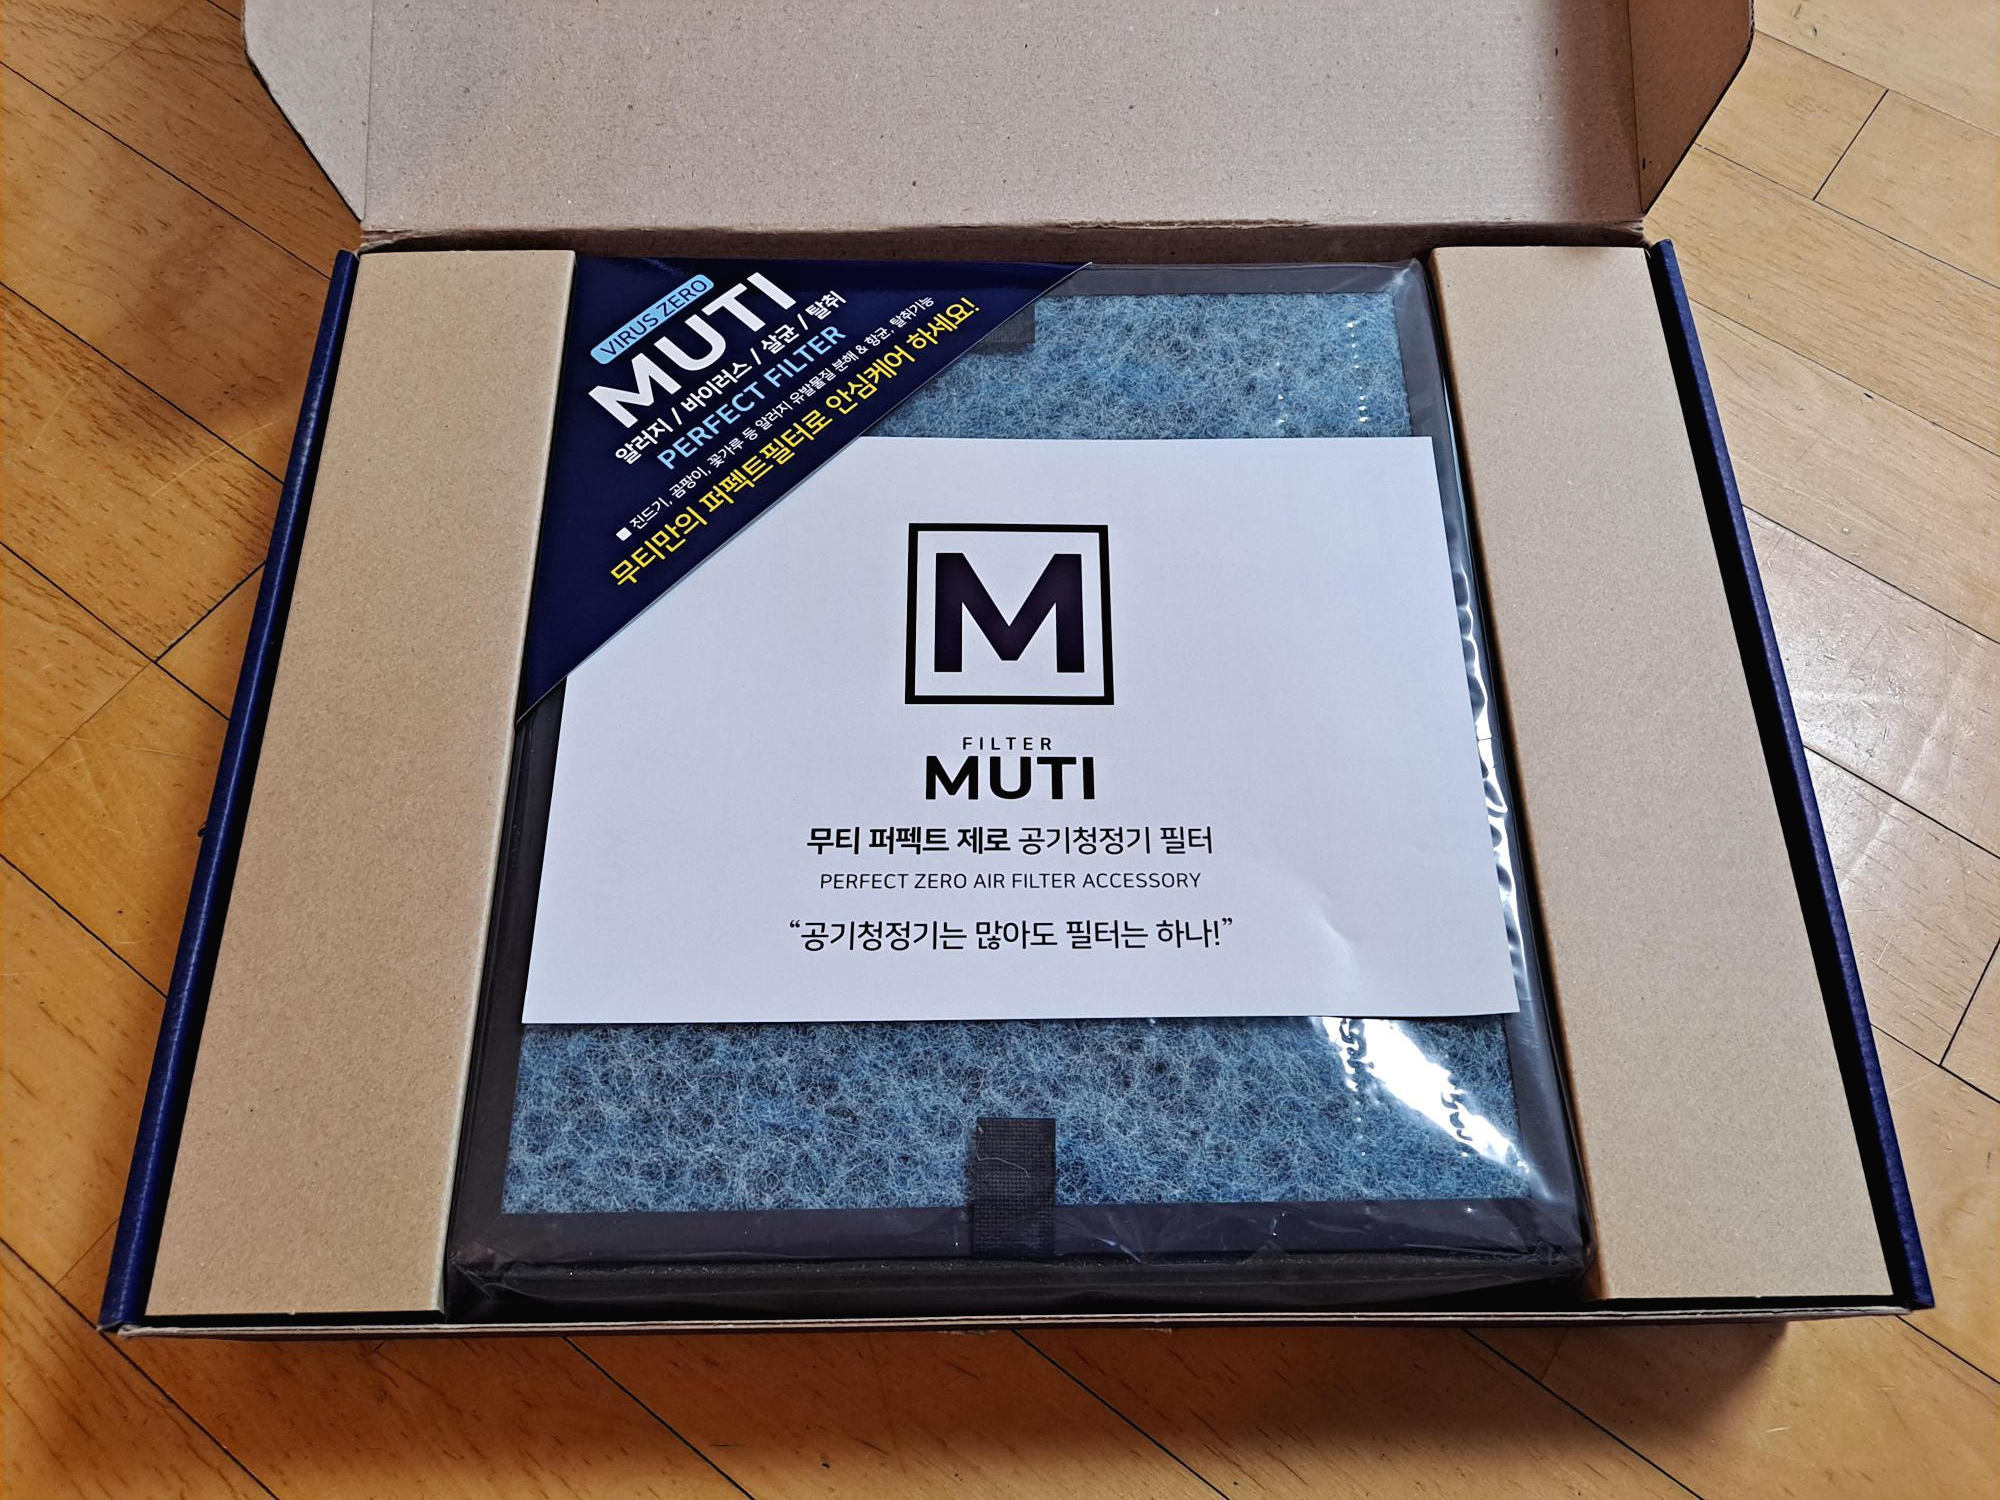 VIRUS ZERO
MUTI
알러지 / 바이러스 / 살균 / 탈취
PERFECT FILTER
■ 진드기, 곰팡이, 꽃가루 등 알러지 유발물질 분해 & 항균, 탈취기능
무티만의 퍼펙트필터로 안심케어 하세요!
M
FILTER
MUTI
무티 퍼펙트 제로 공기청정기 필터
PERFECT ZERO AIR FILTER ACCESSORY
“공기청정기는 많아도 필터는 하나!”